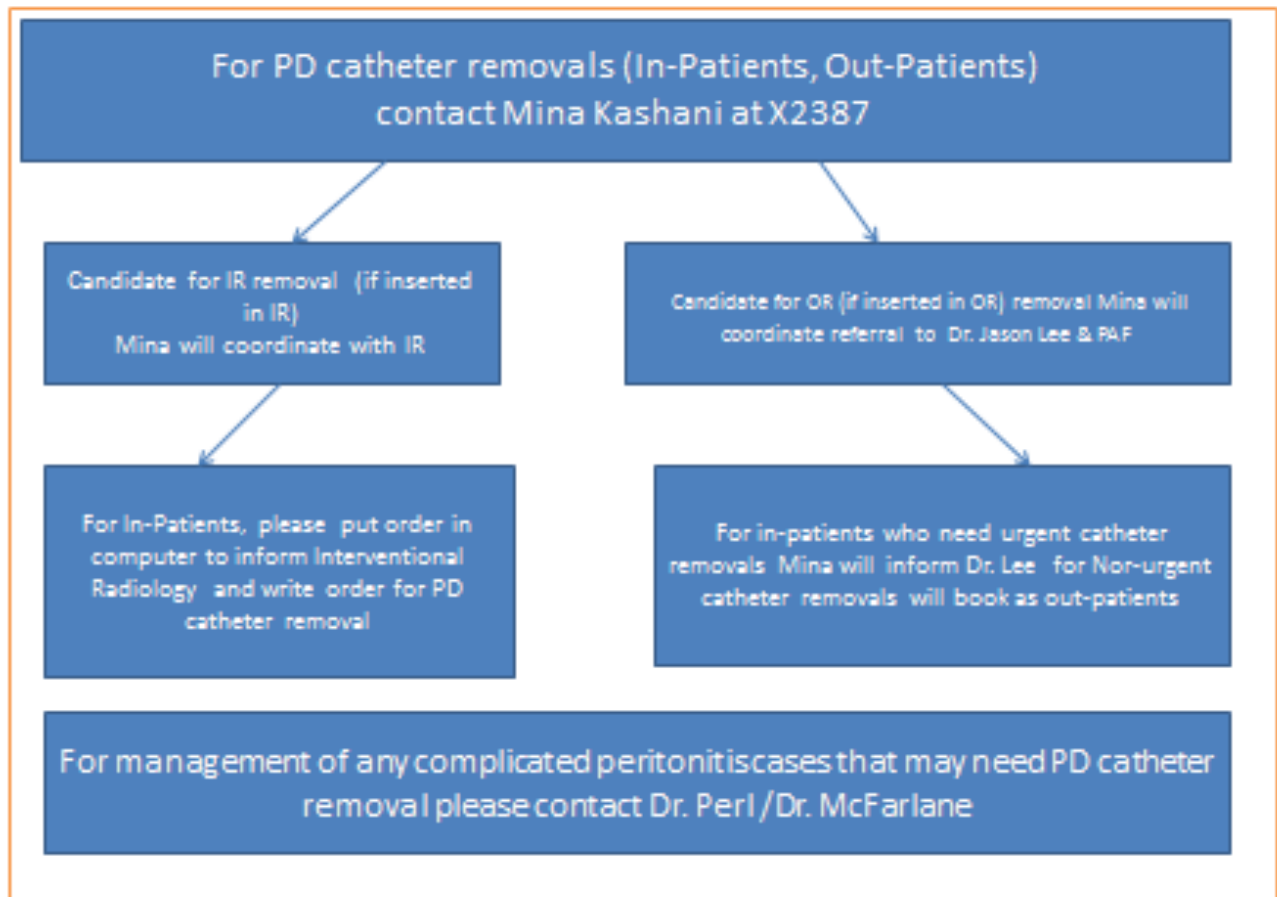 For PD catheter removals (In-Patients, Out-Patients)
contact Mina Kashani at X2387
Candidate for IR removal (if inserted
in IR)
Mina will coordinate with IR
Candidate for OR (if inserted in OR) removal Mina will
coordinate referral to Dr. Jason Lee & PAF
For In-Patients, please put order in
computer to inform Interventional
Radiology and write order for PD
catheter removal
For in-patients who need urgent catheter
removals Mina will inform Dr. Lee for Nor-urgent
catheter removals will book as out-patients
For management of any complicated peritonitiscases that may need PD catheter
removal please contact Dr. Perl /Dr. McFarlane